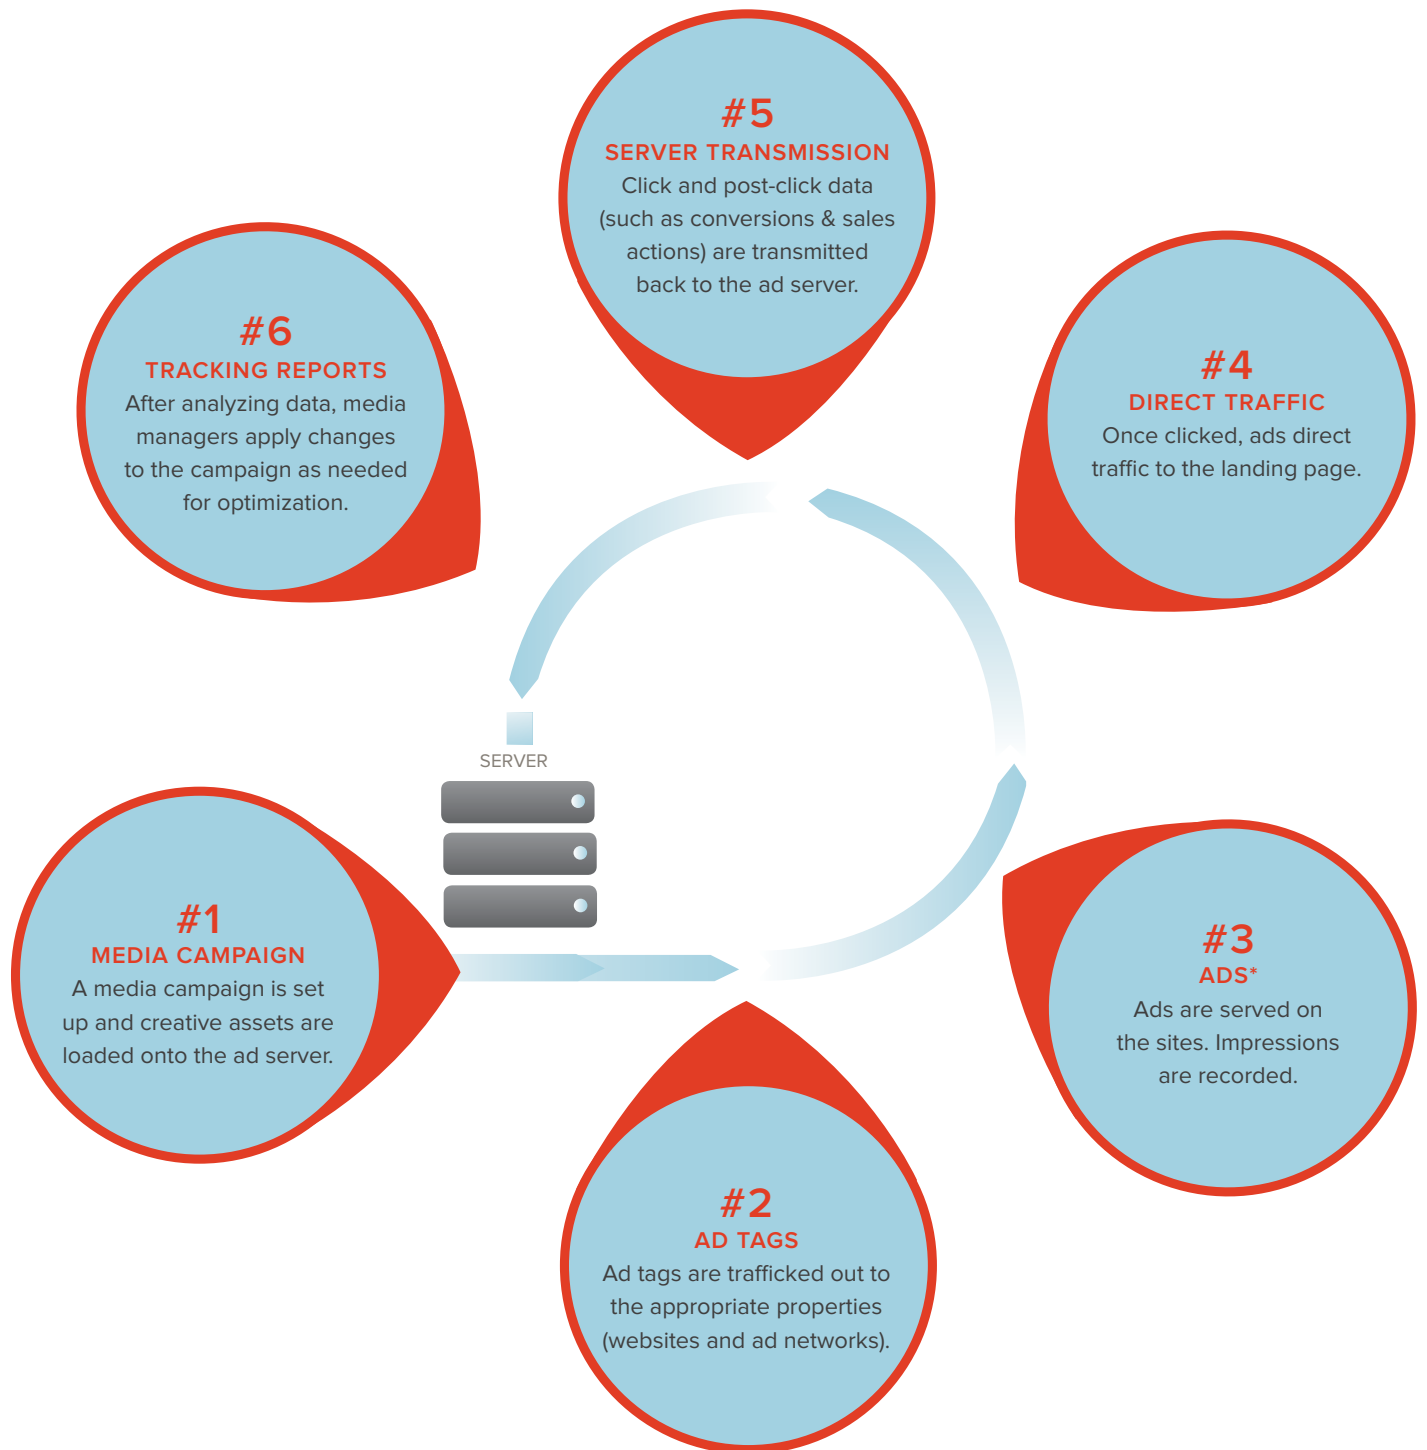 #5
SERVER TRANSMISSION
Click and post-click data
(such as conversions & sales
actions) are transmitted
back to the ad server.
#6
TRACKING REPORTS
After analyzing data, media
managers apply changes
to the campaign as needed
for optimization.
#4
DIRECT TRAFFIC
Once clicked, ads direct
traffic to the landing page.
SERVER
#1
MEDIA CAMPAIGN
A media campaign is set
up and creative assets are
loaded onto the ad server.
#3
ADS*
Ads are served on
the sites. Impressions
are recorded.
#2
AD TAGS
Ad tags are trafficked out to
the appropriate properties
(websites and ad networks).